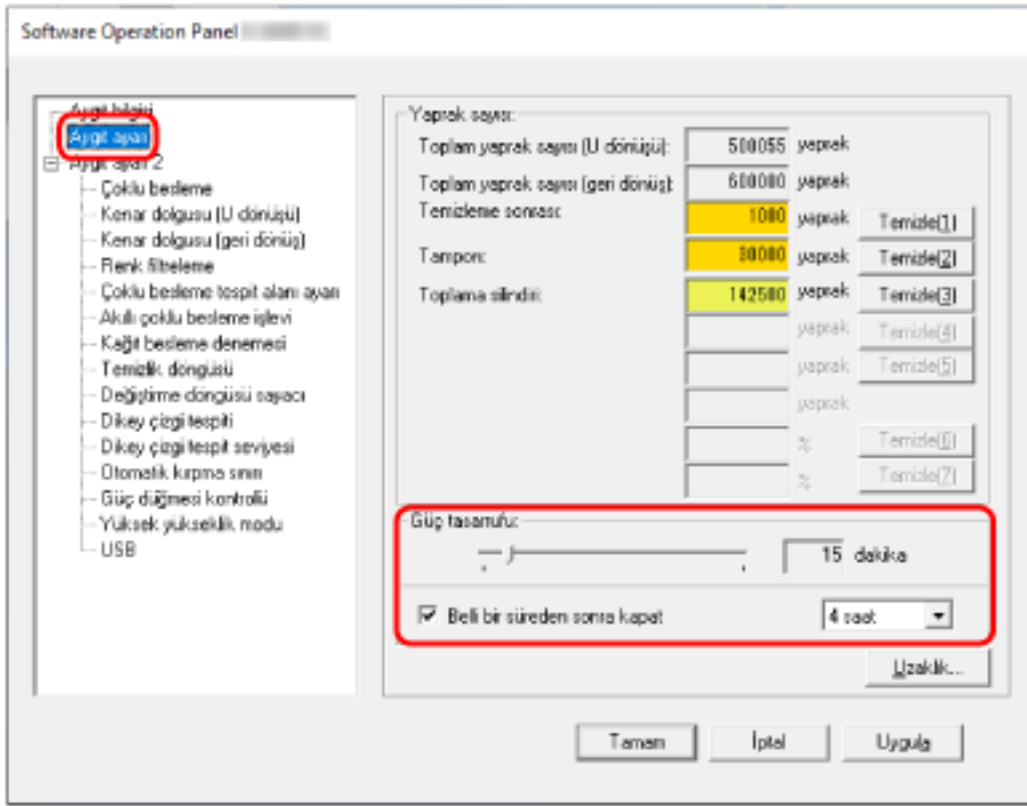 Software Operation Panel
Aygıt bilgisi
Aygıt ayarı
Aygıt ayarı 2
Çoklu besleme
Kenar dolgusu (U dönüşü)
Kenar dolgusu (geri dönüş)
Renk filtreleme
Çoklu besleme tespit alanı ayarı
Akıllı çoklu besleme işlevi
Kağıt besleme denemesi
Temizlik döngüsü
Değiştirme döngüsü sayacı
Dikey çizgi tespiti
Dikey çizgi tespit seviyesi
Otomatik kırpma sınırı
Güç düğmesi kontrolü
Yüksek yükseklik modu
USB
Yaprak sayısı:
Toplam yaprak sayısı (U dönüşü): 500055 yaprak
Toplam yaprak sayısı (geri dönüş): 600000 yaprak
Temizleme sonrası: 1000 yaprak Temizle(1)
Tampon: 30000 yaprak Temizle(2)
Toplama silindiri: 142500 yaprak Temizle(3)
yaprak Temizle(4)
yaprak Temizle(5)
yaprak
% Temizle(6)
% Temizle(7)
Güç tasarrufu:
15 dakika
Belli bir süreden sonra kapat 4 saat
Uzaklık...
Tamam İptal Uygula